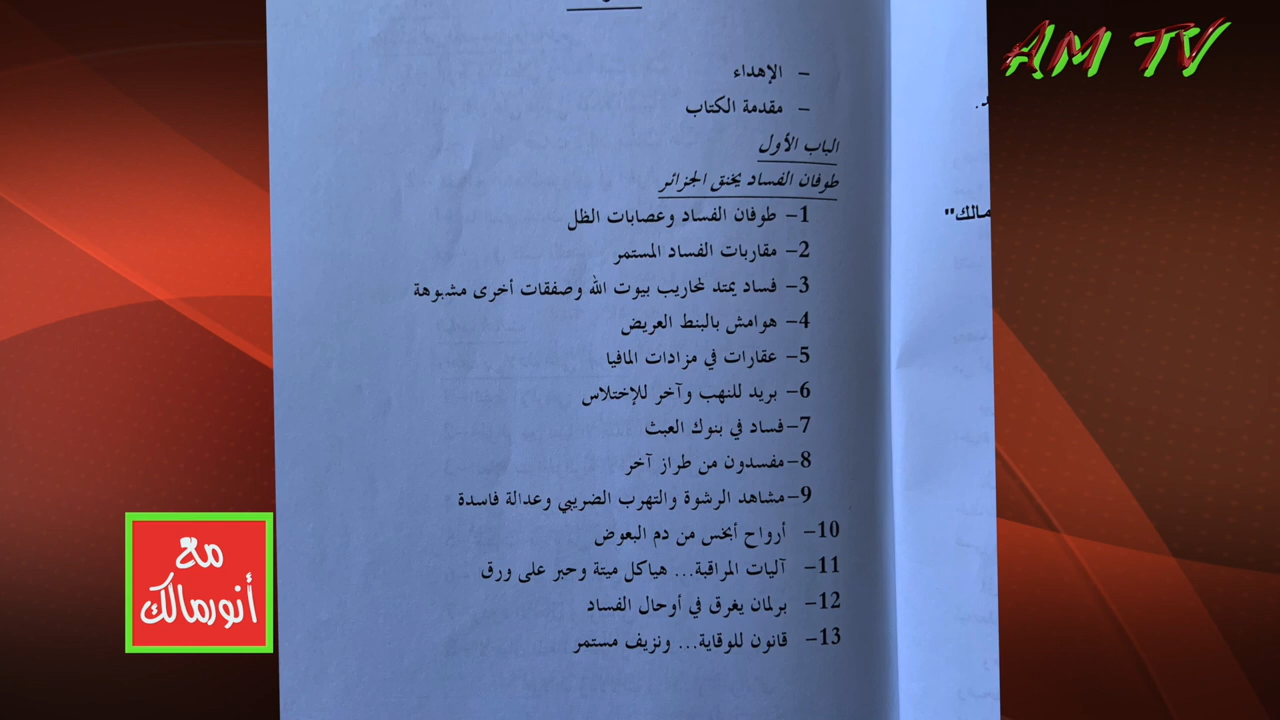 AM TV
- الإهداء
- مقدمة الكتاب
الباب الأول
طوفان الفساد يخنق الجزائر
1- طوفان الفساد وعصابات الظل
2- مقاربات الفساد المستمر
3- فساد يمتد لمحاريب بيوت الله وصفقات أخرى مشبوهة
4- هوامش بالبنط العريض
5- عقارات في مزادات المافيا
6- بريد للنهب وآخر للإختلاس
7-فساد في بنوك العبث
8-مفسدون من طراز آخر
9-مشاهد الرشوة والتهرب الضريبي وعدالة فاسدة
10- أرواح أبخس من دم البعوض
11- آليات المراقبة... هياكل ميتة وحبر على ورق
12- برلمان يغرق في أوحال الفساد
13- قانون للوقاية... ونزيف مستمر
مالك"
مع
أنورمالك